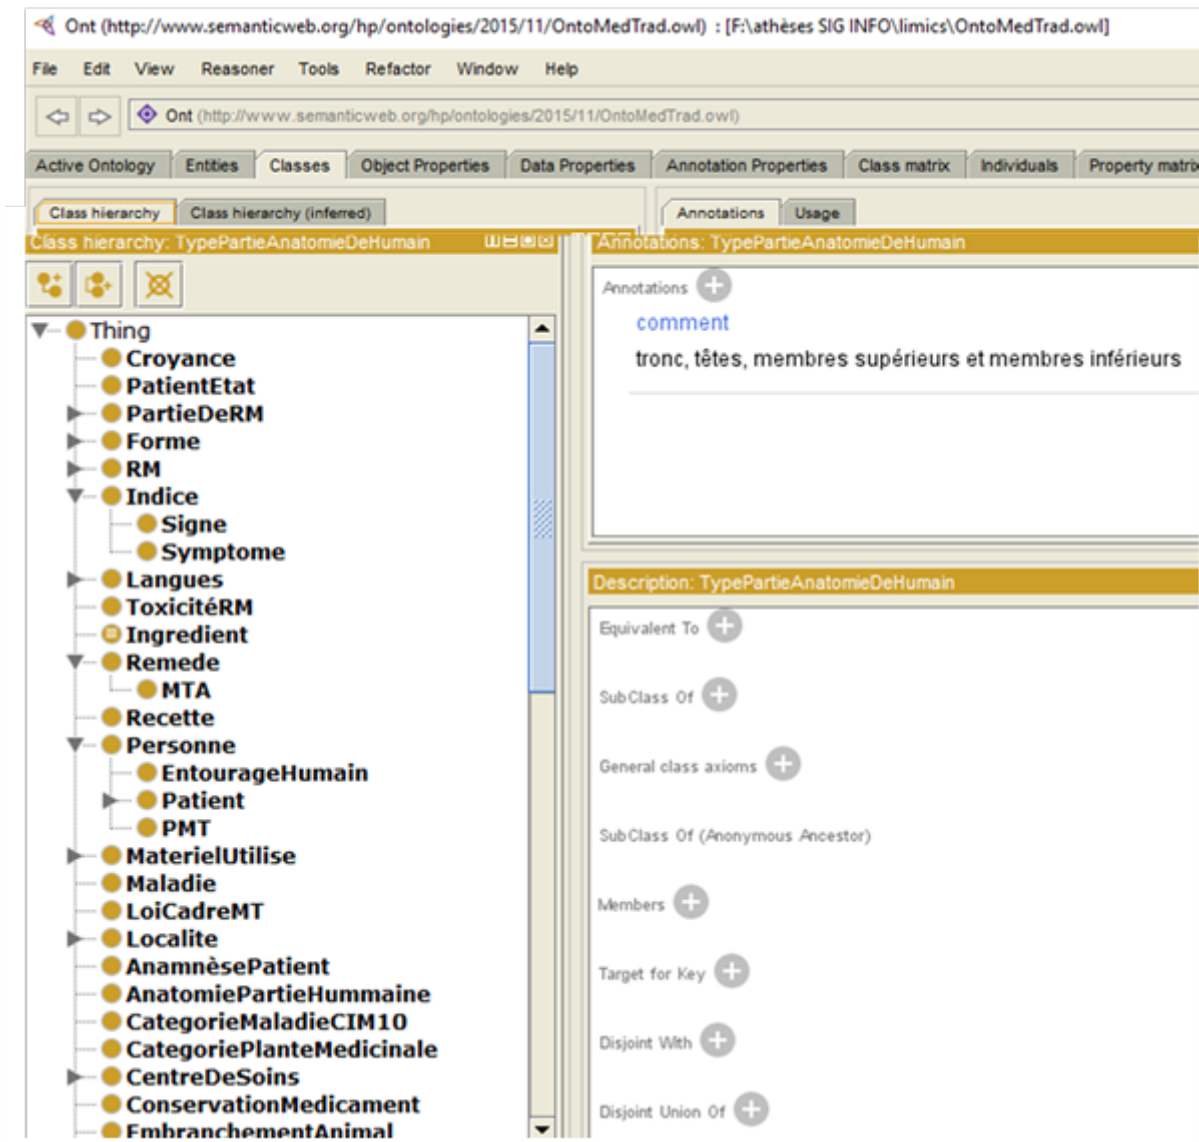 Ont (http://www.semanticweb.org/hp/ontologies/2015/11/OntoMedTrad.owl) : [F:\athèses SIG INFO\limics\OntoMedTrad.owl]
File Edit View Reasoner Tools Refactor Window Help
Ont (http://www.semanticweb.org/hp/ontologies/2015/11/OntoMedTrad.owl)
Active Ontology Entities Classes Object Properties Data Properties Annotation Properties Class matrix Individuals Property matrix
Class hierarchy Class hierarchy (inferred)
Class hierarchy: TypePartieAnatomieDeHumain
Thing
Croyance
PatientEtat
PartieDeRM
Forme
RM
Indice
Signe
Symptome
Langues
ToxicitéRM
Ingredient
Remede
MTA
Recette
Personne
EntourageHumain
Patient
PMT
MaterielUtilise
Maladie
LoiCadreMT
Localite
AnamnèsePatient
AnatomiePartieHummaine
CategorieMaladieCIM10
CategoriePlanteMedicinale
CentreDeSoins
ConservationMedicament
EmbranchementAnimal
Annotations Usage
Annotations: TypePartieAnatomieDeHumain
Annotations
comment
tronc, têtes, membres supérieurs et membres inférieurs
Description: TypePartieAnatomieDeHumain
Equivalent To
SubClass Of
General class axioms
SubClass Of (Anonymous Ancestor)
Members
Target for Key
Disjoint With
Disjoint Union Of